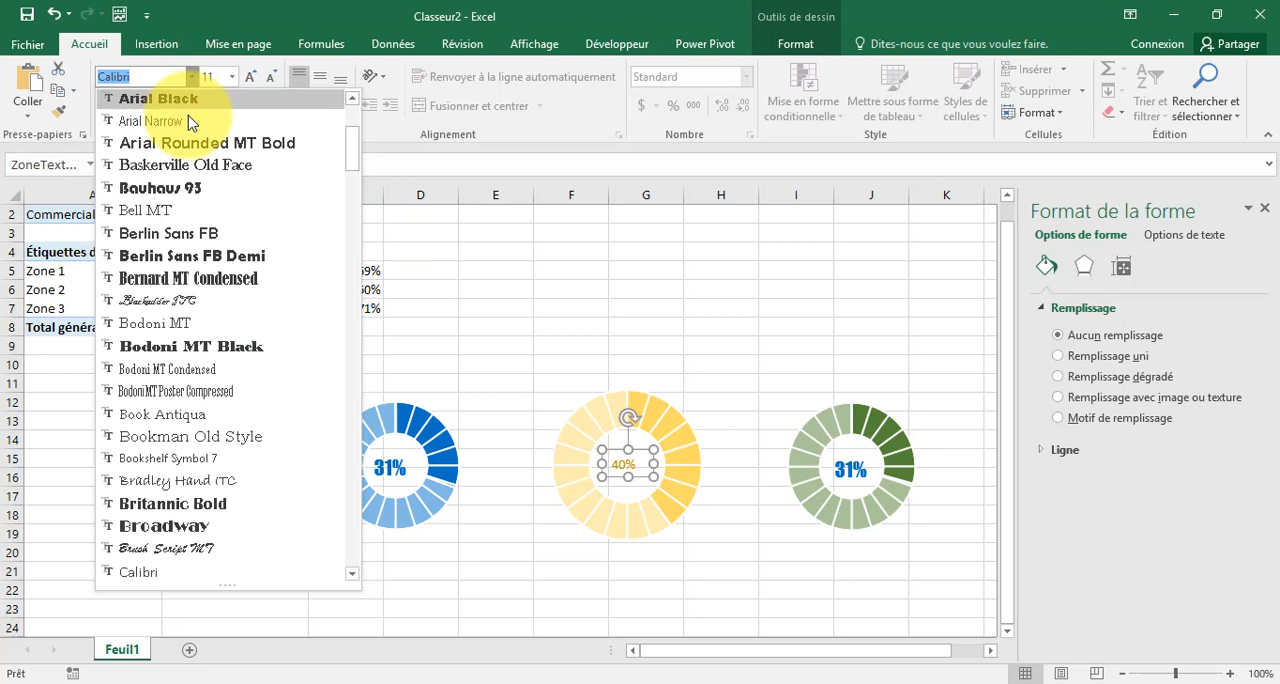 Classeur2 - Excel
Outils de dessin
Fichier
Accueil
Insertion
Mise en page
Formules
Données
Révision
Affichage
Développeur
Power Pivot
Format
Dites-nous ce que vous voulez faire.
Connexion
Partager
Coller
Calibri
11
Renvoyer à la ligne automatiquement
Fusionner et centrer
Standard
$ % 000
Mise en forme
conditionnelle
Mettre sous forme
de tableau
Styles de
cellules
Insérer
Supprimer
Format
Trier et
filtrer
Rechercher et
sélectionner
Presse-papiers
Alignement
Nombre
Style
Cellules
Édition
ZoneText...
Arial Black
Arial Narrow
Arial Rounded MT Bold
Baskerville Old Face
Bauhaus 93
Bell MT
Berlin Sans FB
Berlin Sans FB Demi
Bernard MT Condensed
Blackadder ITC
Bodoni MT
Bodoni MT Black
Bodoni MT Condensed
Bodoni MT Poster Compressed
Book Antiqua
Bookman Old Style
Bookshelf Symbol 7
Bradley Hand ITC
Britannic Bold
Broadway
Brush Script MT
Calibri
A D E F G H I J K
2 Commercial
3
4 Étiquettes d
5 Zone 1 59%
6 Zone 2 60%
7 Zone 3 71%
8 Total généra
9
10
11
12
13
14
15
16
17
18
19
20
21
22
23
24
31%
40%
31%
Format de la forme
Options de forme
Options de texte
Remplissage
Aucun remplissage
Remplissage uni
Remplissage dégradé
Remplissage avec image ou texture
Motif de remplissage
Ligne
Feuil1
Prêt
100%